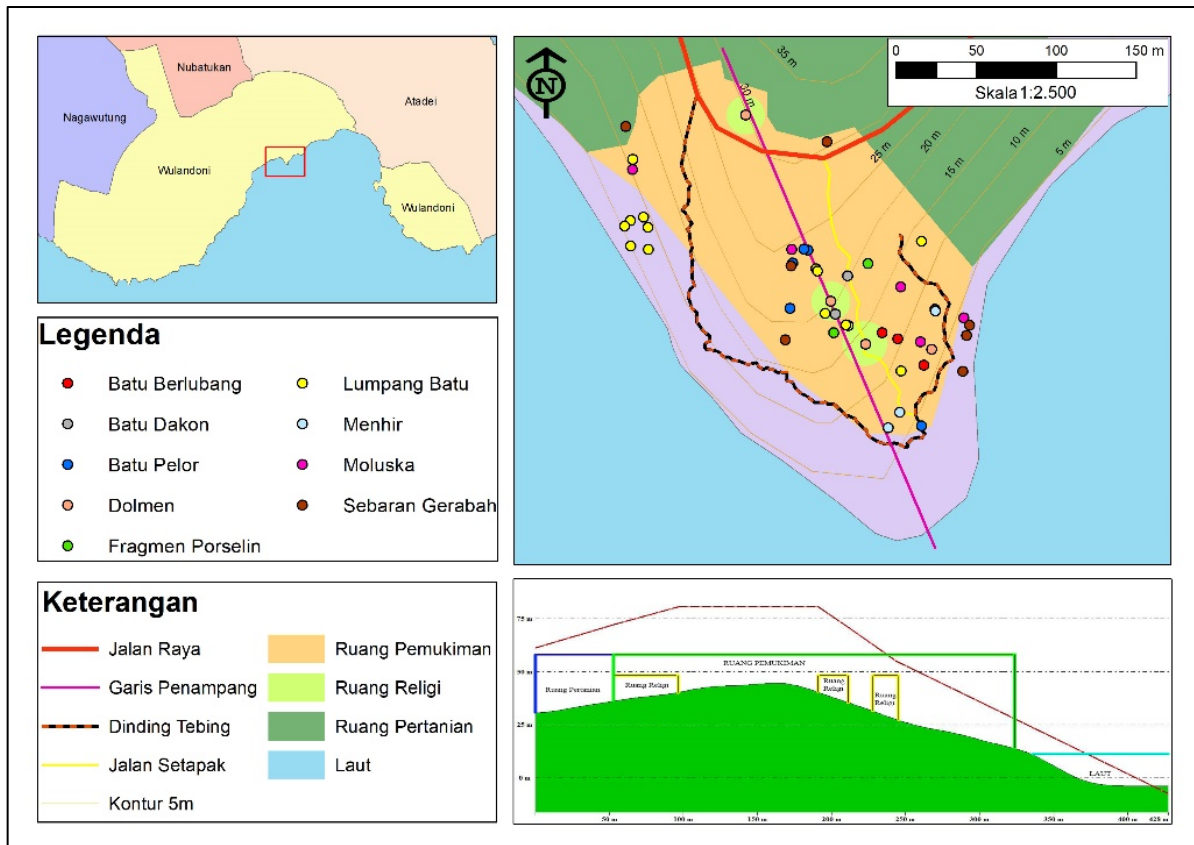 Nubatukan
Nagawutung
Atadei
Wulandoni
Wulandoni
N
0 50 100 150 m
Skala 1:2.500
35 m
30 m
25 m
20 m
15 m
10 m
5 m
Legenda
Batu Berlubang
Lumpang Batu
Batu Dakon
Menhir
Batu Pelor
Moluska
Dolmen
Sebaran Gerabah
Fragmen Porselin
Keterangan
Jalan Raya
Ruang Pemukiman
Garis Penampang
Ruang Religi
Dinding Tebing
Ruang Pertanian
Jalan Setapak
Laut
Kontur 5m
75 m
50 m
25 m
0 m
RUANG PEMUKIMAN
Ruang Pertanian
Ruang Religi
Ruang
Religi
Ruang
Religi
LAUT
50 m 100 m 150 m 200 m 250 m 300 m 350 m 400 m 425 m